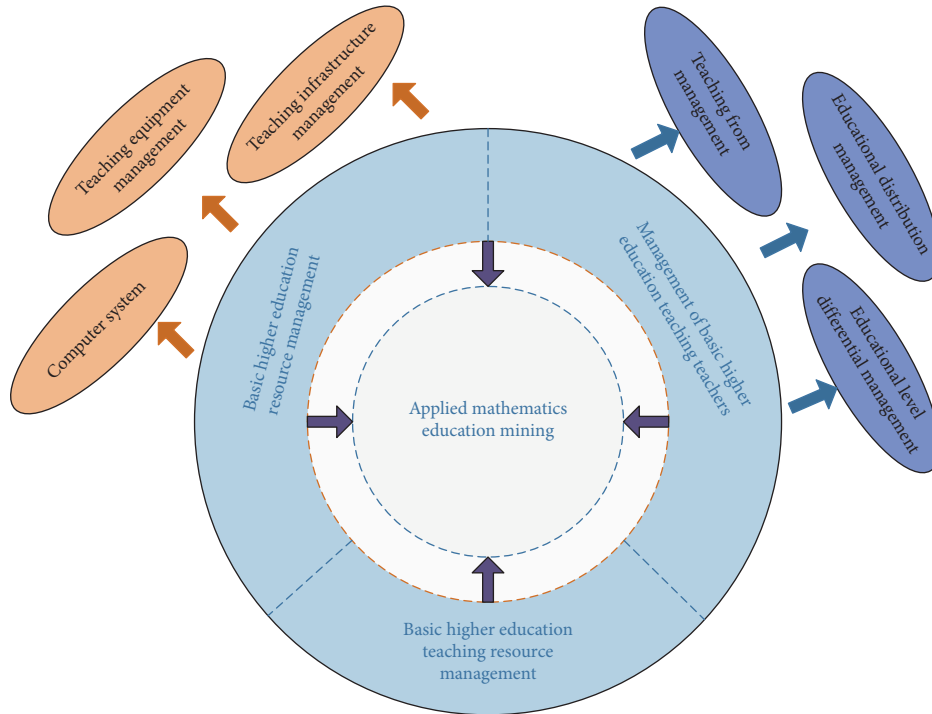 Teaching infrastructure
management
Teaching equipment
management
Computer system
Teaching from
management
Educational distribution
management
Educational level
differential management
Basic higher education
resource management
Management of basic higher
education teaching teachers
Applied mathematics
education mining
Basic higher education
teaching resource
management